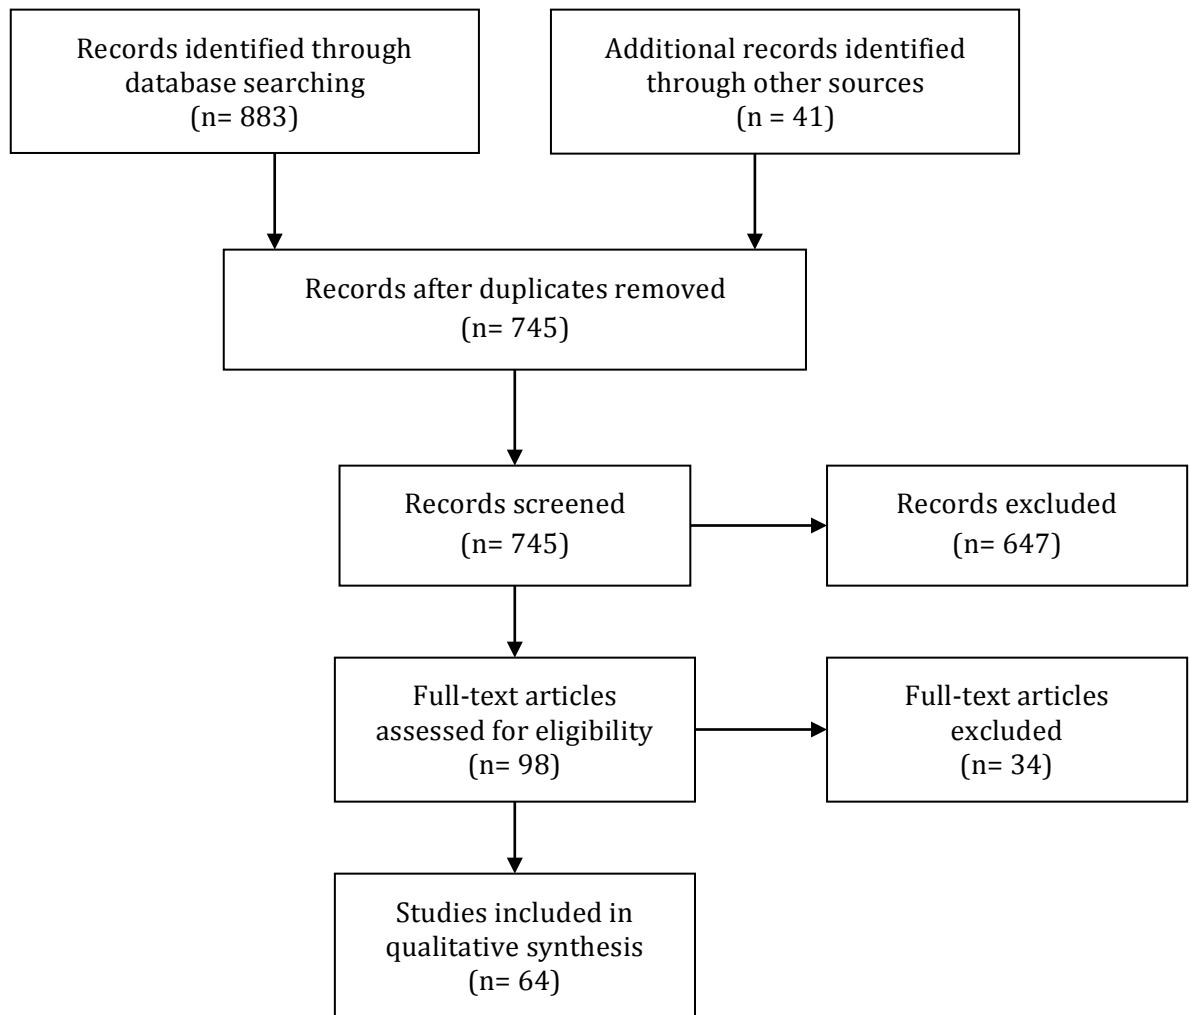 Records identified through
database searching
(n= 883)
Additional records identified
through other sources
(n = 41)
Records after duplicates removed
(n= 745)
Records screened
(n= 745)
Records excluded
(n= 647)
Full-text articles
assessed for eligibility
(n= 98)
Full-text articles
excluded
(n= 34)
Studies included in
qualitative synthesis
(n= 64)